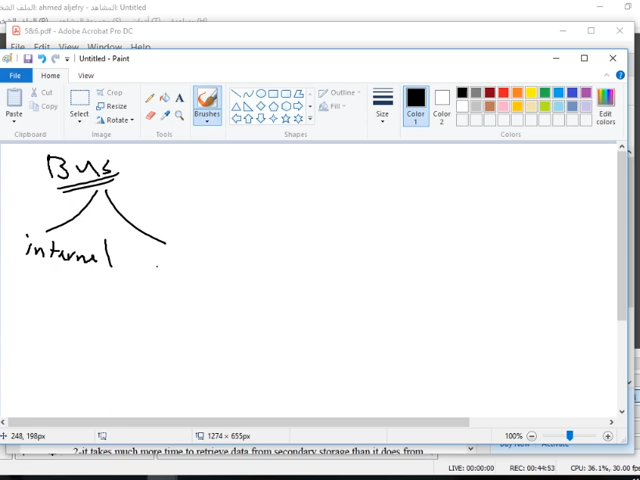 ahmed aljefry :المشاهد - Untitled
5&6.pdf - Adobe Acrobat Pro DC
File Edit View Window Help
Untitled - Paint
File Home View
Cut
Copy
Paste
Clipboard
Crop
Resize
Rotate
Select
Image
A
Tools
Brushes
Outline
Fill
Shapes
Size
Color 1
Color 2
Edit colors
Colors
Bus
internel
248, 198px
1274 × 655px
100%
2-it takes much more time to retrieve data from secondary storage than it does from
LIVE: 00:00:00 REC: 00:44:53 CPU: 36.1%, 30.00 fps